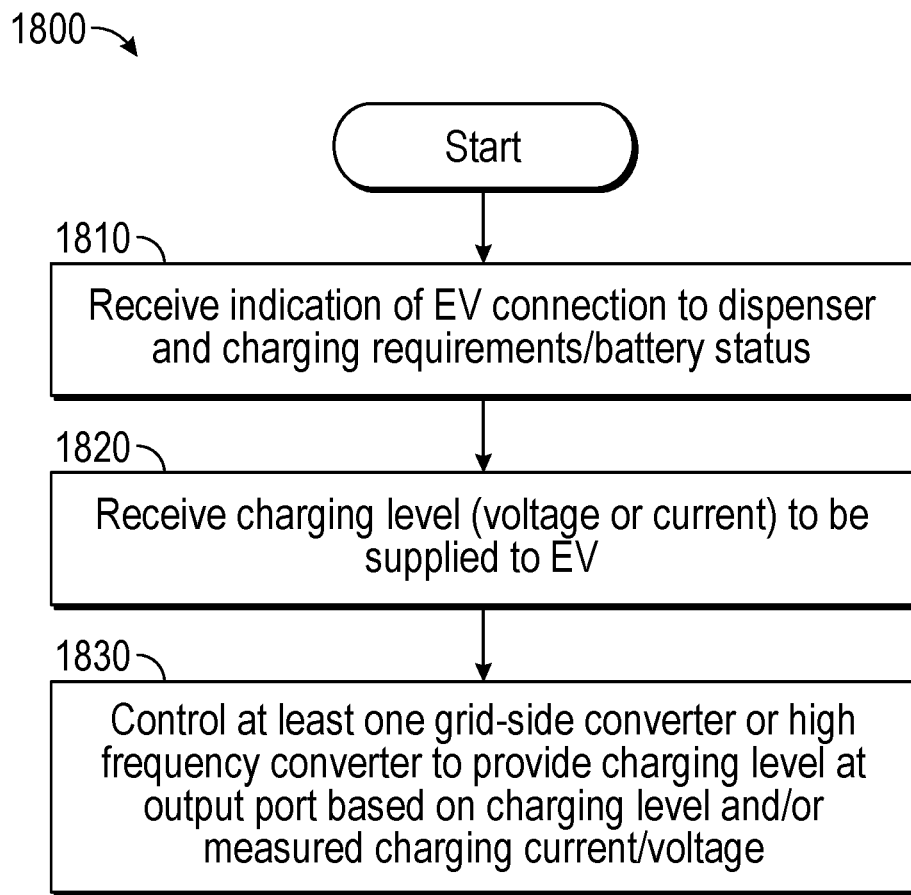 1800
Start
1810
Receive indication of EV connection to dispenser
and charging requirements/battery status
1820
Receive charging level (voltage or current) to be
supplied to EV
1830
Control at least one grid-side converter or high
frequency converter to provide charging level at
output port based on charging level and/or
measured charging current/voltage